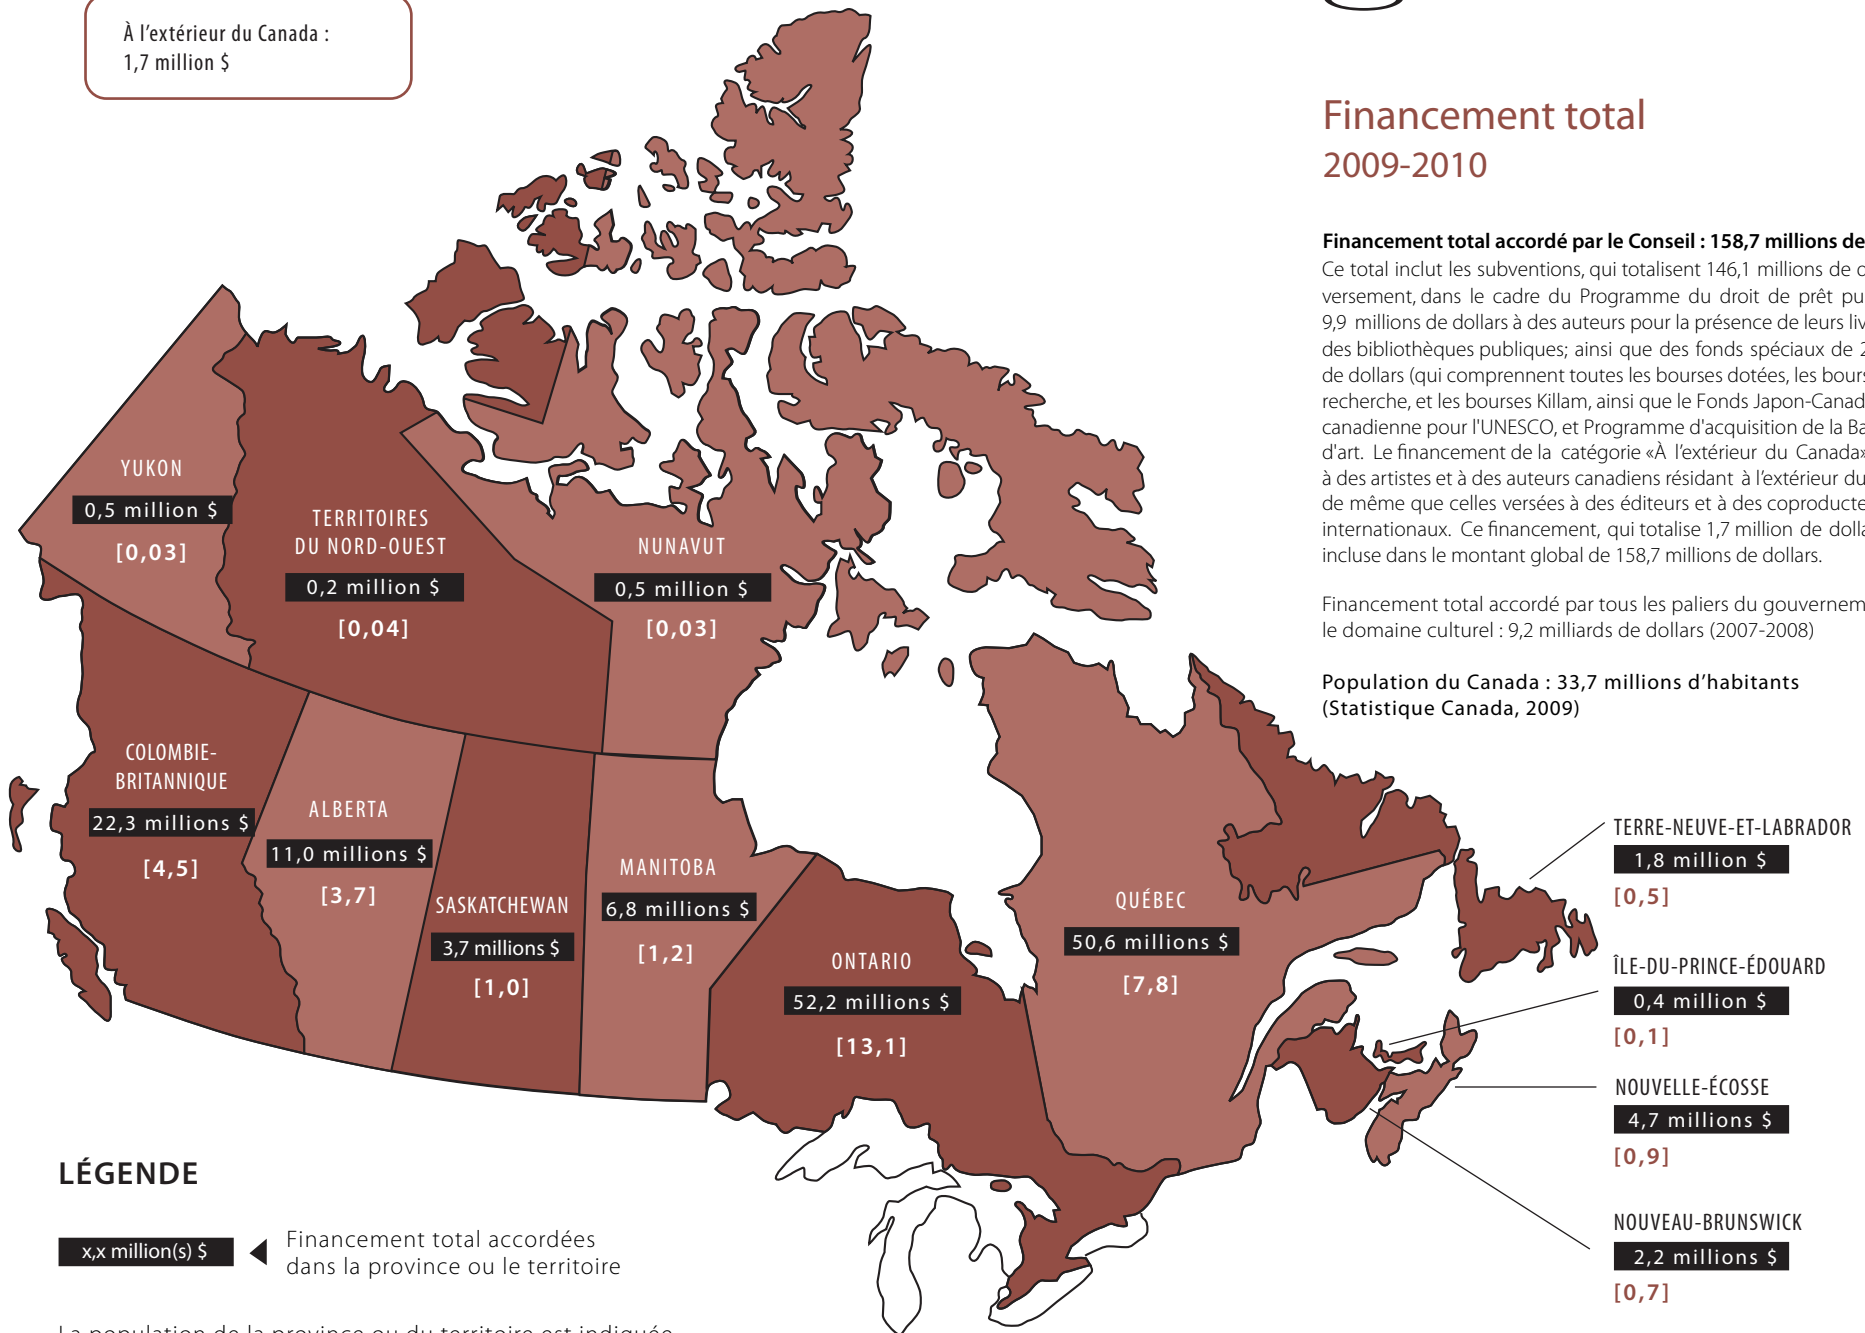 À l'extérieur du Canada :
1,7 million $
Financement total
2009-2010
Financement total accordé par le Conseil : 158,7 millions de
Ce total inclut les subventions, qui totalisent 146,1 millions de
versement, dans le cadre du Programme du droit de prêt
9,9 millions de dollars à des auteurs pour la présence de leurs
des bibliothèques publiques; ainsi que des fonds spéciaux de
de dollars (qui comprennent toutes les bourses dotées, les
recherche, et les bourses Killam, ainsi que le Fonds
canadienne pour l'UNESCO, et Programme d'acquisition de la
d'art. Le financement de la catégorie «À l'extérieur du Canada»
à des artistes et à des auteurs canadiens résidant à l'extérieur du
de même que celles versées à des éditeurs et à des
internationaux. Ce financement, qui totalise 1,7 million de
incluse dans le montant global de 158,7 millions de dollars.
Financement total accordé par tous les paliers du
le domaine culturel : 9,2 milliards de dollars (2007-2008)
Population du Canada : 33,7 millions d'habitants
(Statistique Canada, 2009)
YUKON
0,5 million $
[0,03]
TERRITOIRES
DU NORD-OUEST
0,2 million $
[0,04]
NUNAVUT
0,5 million $
[0,03]
COLOMBIE-
BRITANNIQUE
22,3 millions $
[4,5]
ALBERTA
11,0 millions $
[3,7]
SASKATCHEWAN
3,7 millions $
[1,0]
MANITOBA
6,8 millions $
[1,2]
ONTARIO
52,2 millions $
[13,1]
QUÉBEC
50,6 millions $
[7,8]
TERRE-NEUVE-ET-LABRADOR
1,8 million $
[0,5]
ÎLE-DU-PRINCE-ÉDOUARD
0,4 million $
[0,1]
NOUVELLE-ÉCOSSE
4,7 millions $
[0,9]
NOUVEAU-BRUNSWICK
2,2 millions $
[0,7]
LÉGENDE
x,x million(s) $
Financement total accordées
dans la province ou le territoire
La population de la province ou du territoire est indiquée